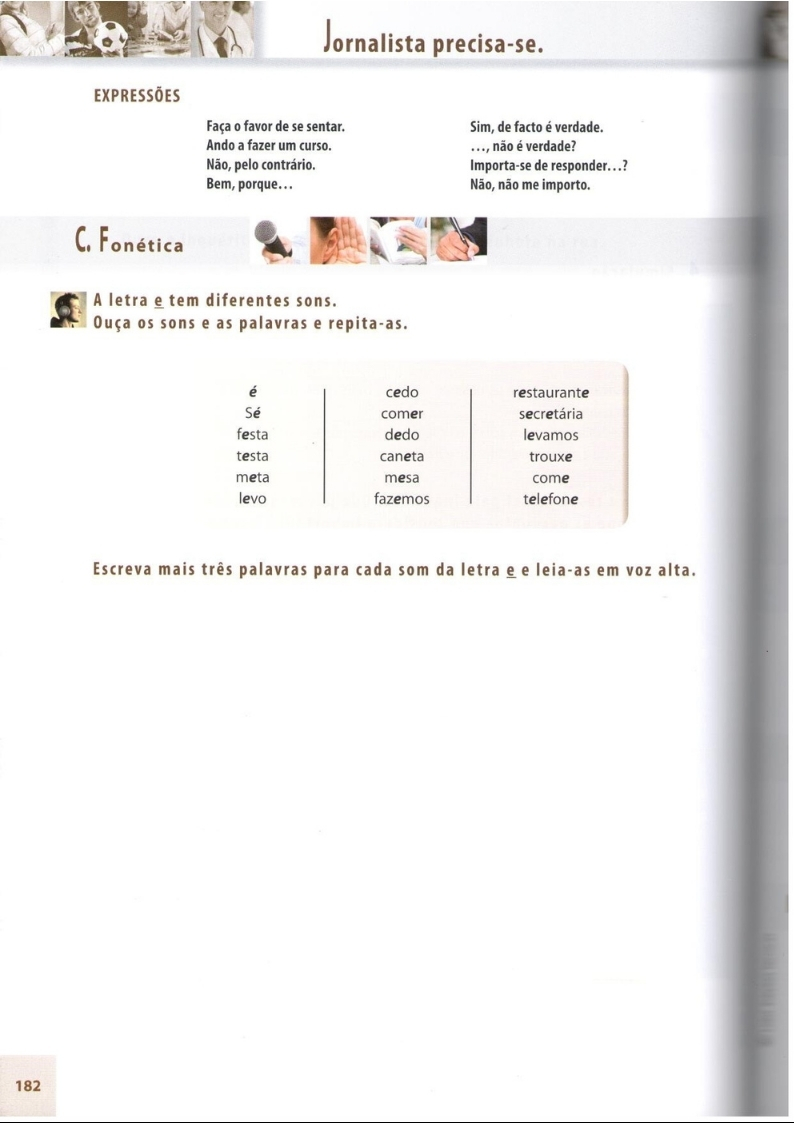 Jornalista precisa-se.
EXPRESSÕES
Faça o favor de se sentar.
Ando a fazer um curso.
Não, pelo contrário.
Bem, porque...
Sim, de facto é verdade.
..., não é verdade?
Importa-se de responder...?
Não, não me importo.
C. Fonética
A letra e tem diferentes sons.
Ouça os sons e as palavras e repita-as.
é
Sé
festa
testa
meta
levo
cedo
comer
dedo
caneta
mesa
fazemos
restaurante
secretária
levamos
trouxe
come
telefone
Escreva mais três palavras para cada som da letra e e leia-as em voz alta.
182